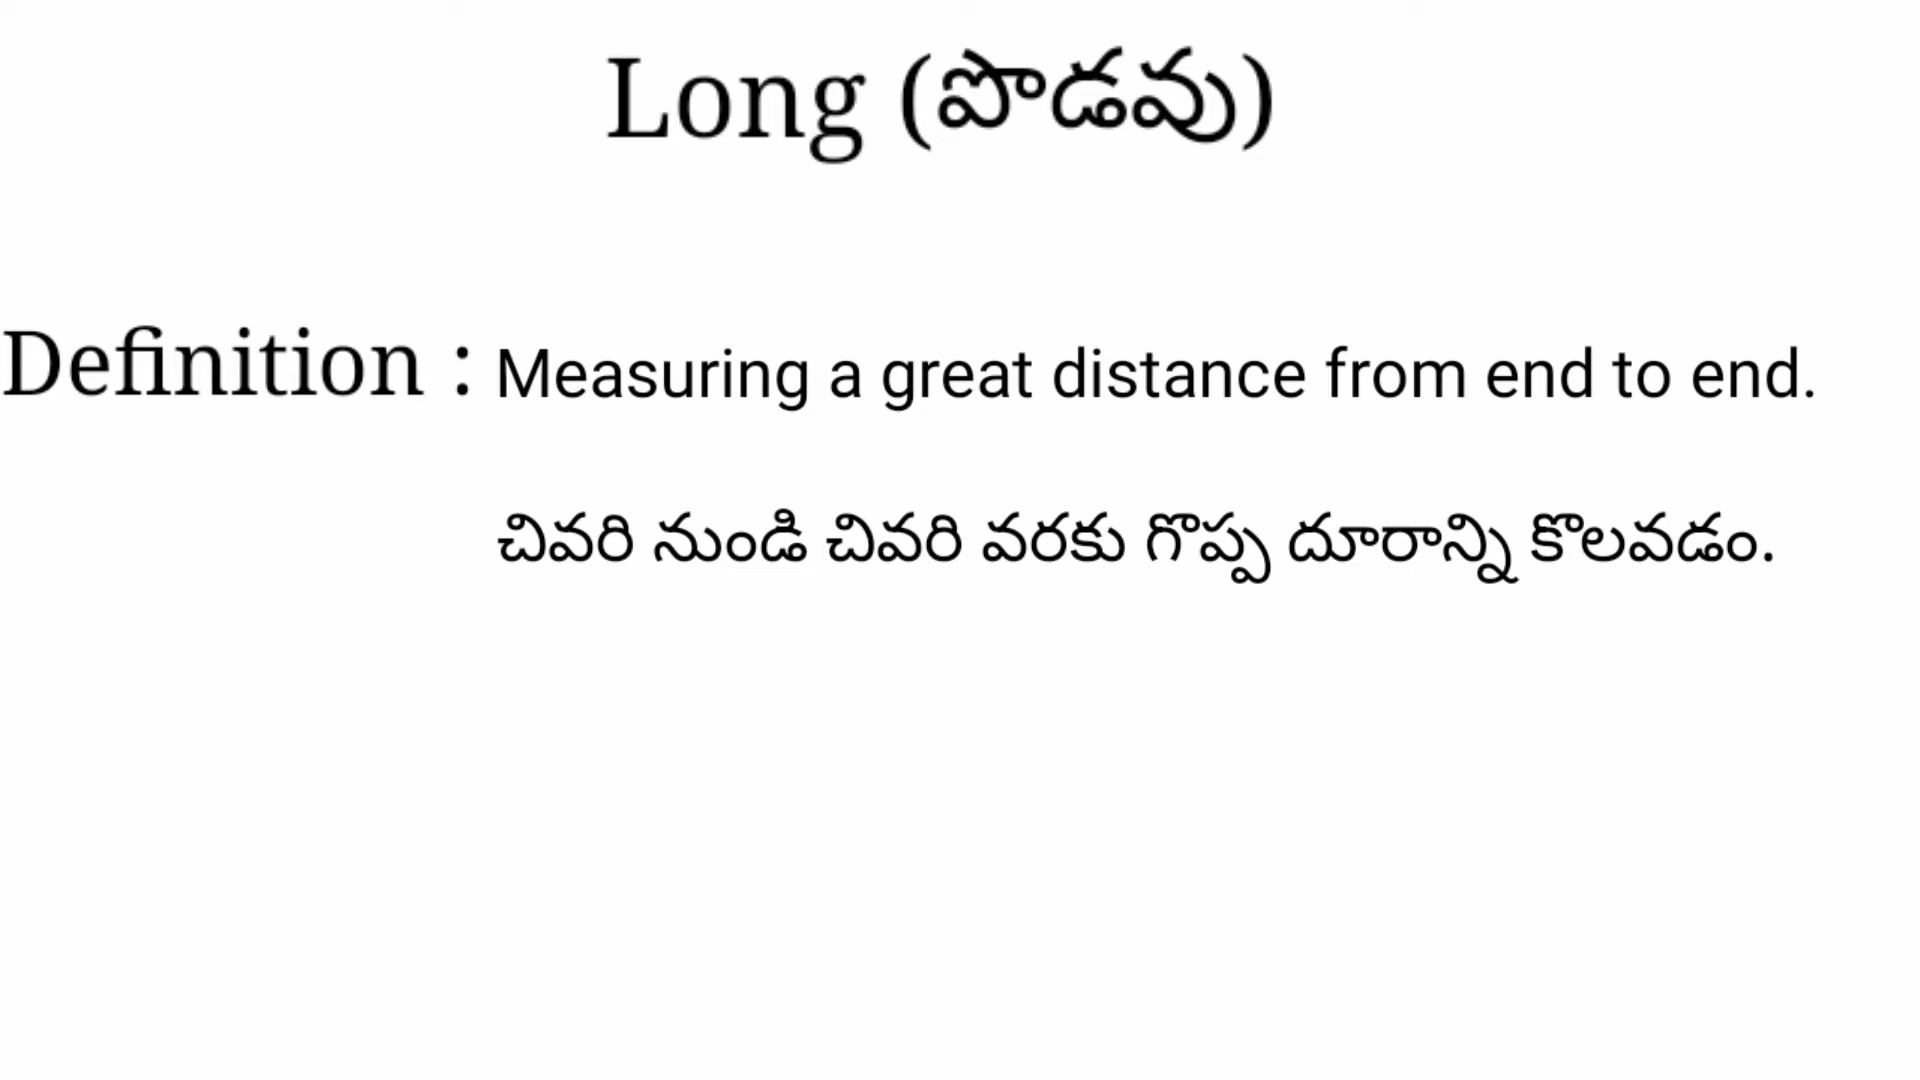 Long (పొడవు)
Definition : Measuring a great distance from end to end.
చివరి నుండి చివరి వరకు గొప్ప దూరాన్ని కొలవడం.